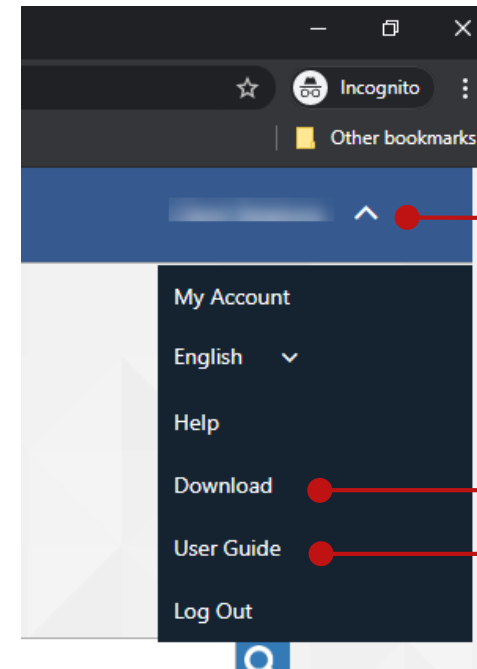 Incognito
Other bookmarks
My Account
English
Help
Download
User Guide
Log Out